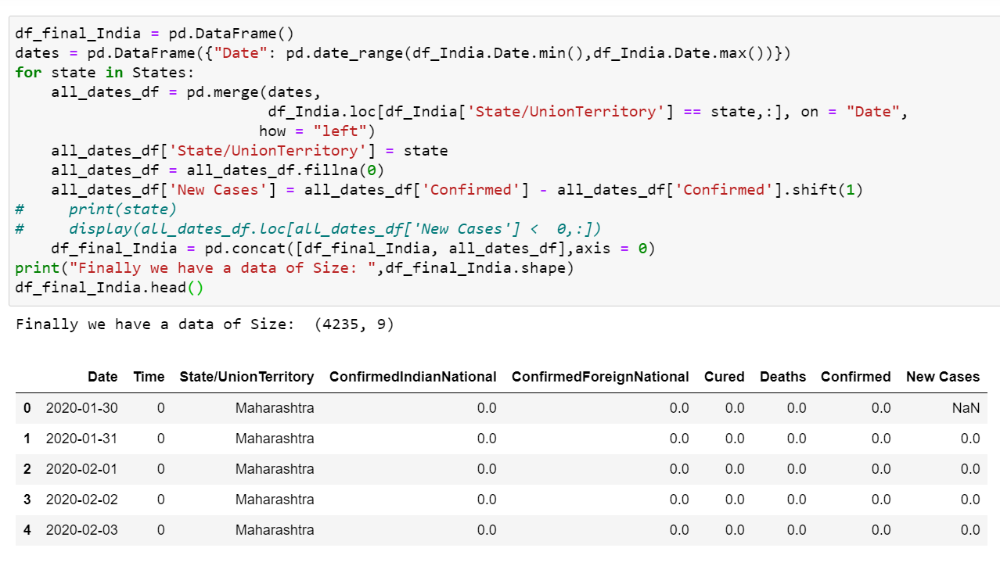 df_final_India = pd.DataFrame()
dates = pd.DataFrame({"Date": pd.date_range(df_India.Date.min(),df_India.Date.max())})
for state in States:
    all_dates_df = pd.merge(dates,
                            df_India.loc[df_India['State/UnionTerritory'] == state,:], on = "Date",
                           how = "left")
    all_dates_df['State/UnionTerritory'] = state
    all_dates_df = all_dates_df.fillna(0)
    all_dates_df['New Cases'] = all_dates_df['Confirmed'] - all_dates_df['Confirmed'].shift(1)
#     print(state)
#     display(all_dates_df.loc[all_dates_df['New Cases'] <  0,:])
    df_final_India = pd.concat([df_final_India, all_dates_df],axis = 0)
print("Finally we have a data of Size: ",df_final_India.shape)
df_final_India.head()
Finally we have a data of Size:  (4235, 9)
Date Time State/UnionTerritory ConfirmedIndianNational ConfirmedForeignNational Cured Deaths Confirmed New Cases
0 2020-01-30 0 Maharashtra 0.0 0.0 0.0 0.0 0.0 NaN
1 2020-01-31 0 Maharashtra 0.0 0.0 0.0 0.0 0.0 0.0
2 2020-02-01 0 Maharashtra 0.0 0.0 0.0 0.0 0.0 0.0
3 2020-02-02 0 Maharashtra 0.0 0.0 0.0 0.0 0.0 0.0
4 2020-02-03 0 Maharashtra 0.0 0.0 0.0 0.0 0.0 0.0